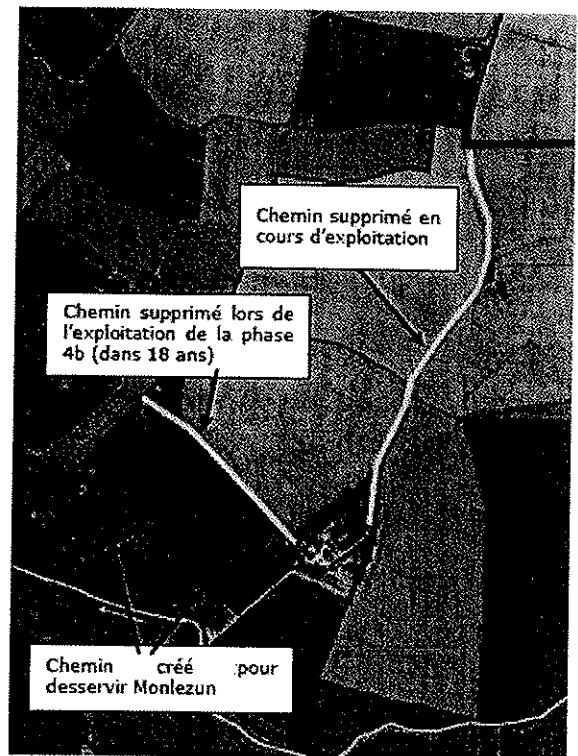 Chemin supprimé en
cours d'exploitation
Chemin supprimé lors de
l'exploitation de la phase
4b (dans 18 ans)
Chemin créé pour
desservir Monlezun